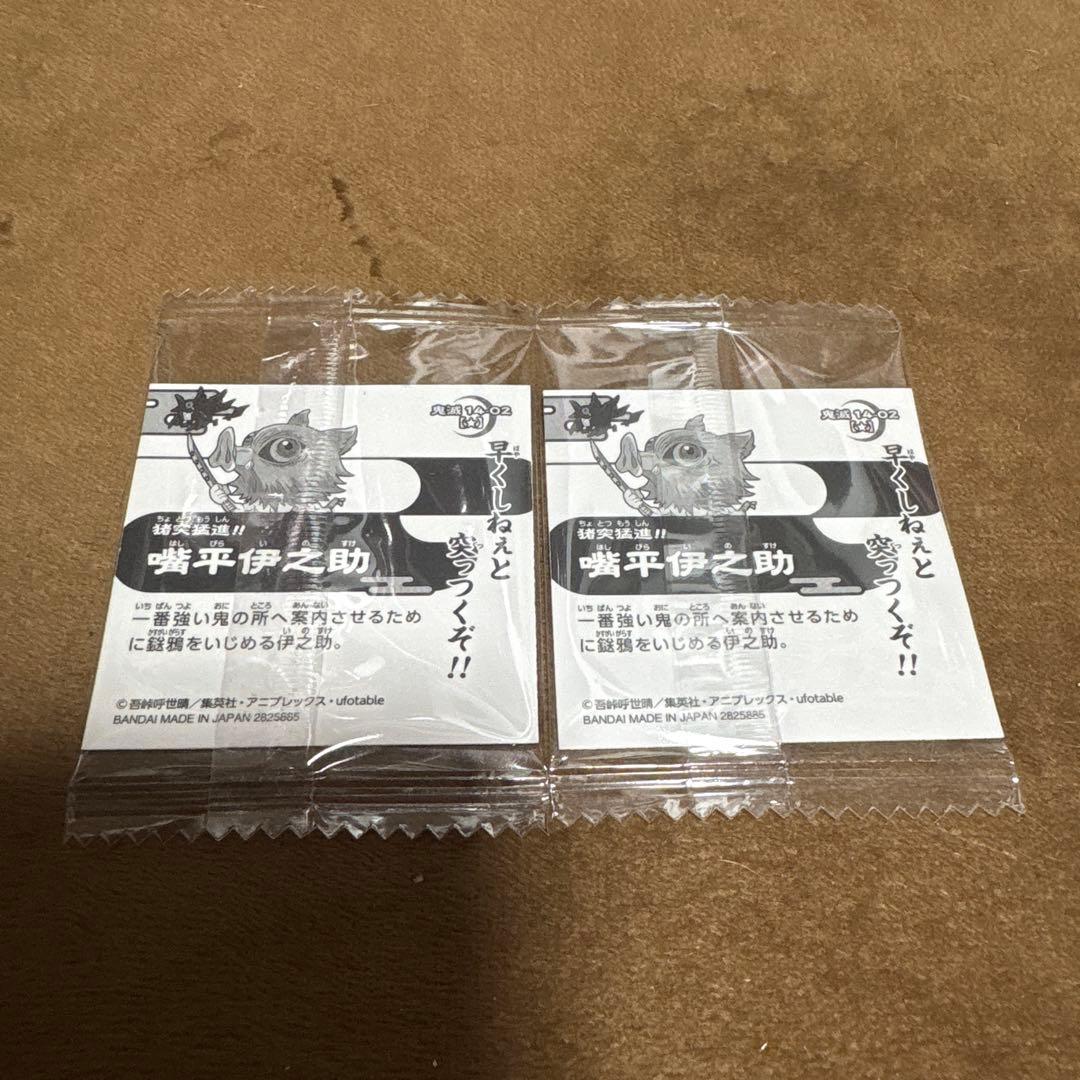 鬼滅 14-02
[★]
早くしねぇと
突っつくぞ!!
猪突猛進!!
嘴平伊之助
一番強い鬼の所へ案内させるため
に鎹鴉をいじめる伊之助。
©吾峠呼世晴／集英社・アニプレックス・ufotable
BANDAI MADE IN JAPAN 2825885
鬼滅 14-02
[★]
早くしねぇと
突っつくぞ!!
猪突猛進!!
嘴平伊之助
一番強い鬼の所へ案内させるため
に鎹鴉をいじめる伊之助。
©吾峠呼世晴／集英社・アニプレックス・ufotable
BANDAI MADE IN JAPAN 2825885